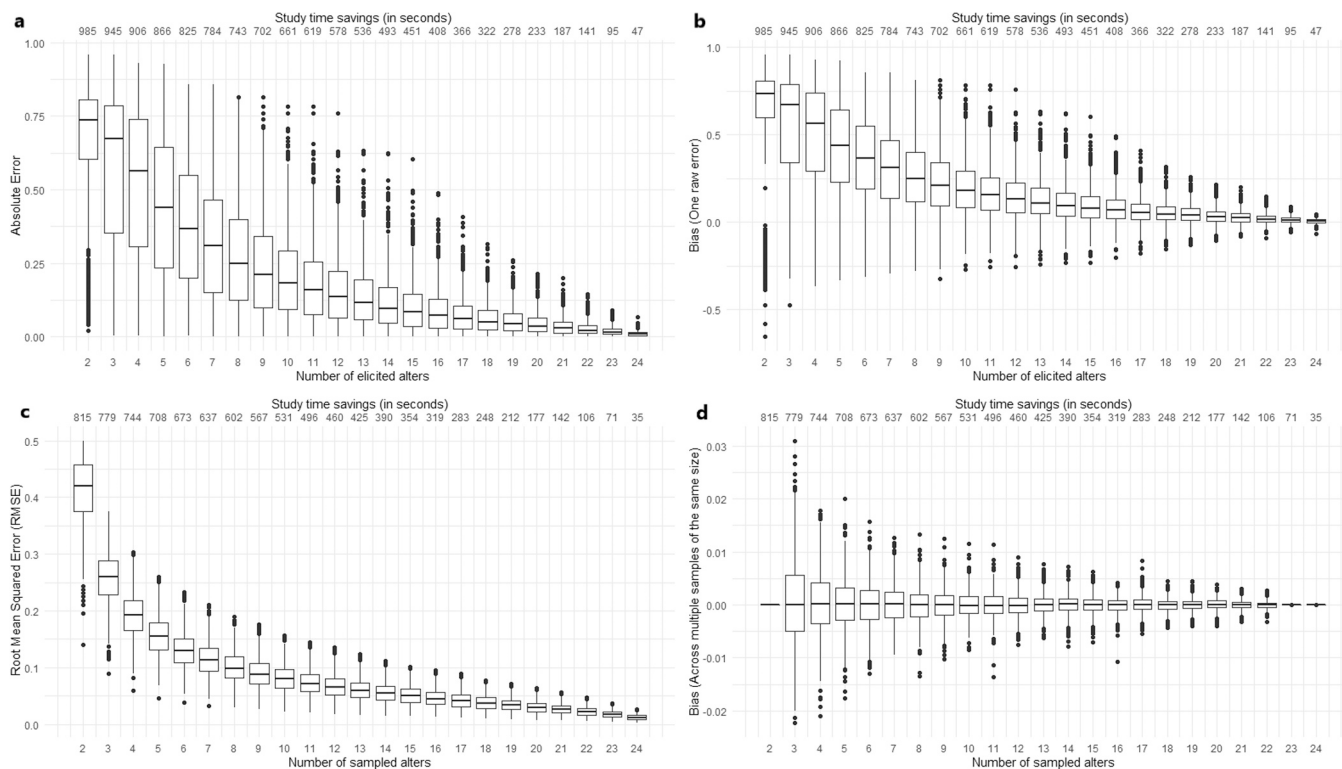 a
Study time savings (in seconds)
985 945 906 866 825 784 743 702 661 619 578 536 493 451 408 366 322 278 233 187 141 95 47
1.00
0.75
0.50
0.25
0.00
Absolute Error
2 3 4 5 6 7 8 9 10 11 12 13 14 15 16 17 18 19 20 21 22 23 24
Number of elicited alters
b
Study time savings (in seconds)
985 945 906 866 825 784 743 702 661 619 578 536 493 451 408 366 322 278 233 187 141 95 47
1.0
0.5
0.0
-0.5
Bias (One raw error)
2 3 4 5 6 7 8 9 10 11 12 13 14 15 16 17 18 19 20 21 22 23 24
Number of elicited alters
c
Study time savings (in seconds)
815 779 744 708 673 637 602 567 531 496 460 425 390 354 319 283 248 212 177 142 106 71 35
0.5
0.4
0.3
0.2
0.1
0.0
Root Mean Squared Error (RMSE)
2 3 4 5 6 7 8 9 10 11 12 13 14 15 16 17 18 19 20 21 22 23 24
Number of sampled alters
d
Study time savings (in seconds)
815 779 744 708 673 637 602 567 531 496 460 425 390 354 319 283 248 212 177 142 106 71 35
0.03
0.02
0.01
0.00
-0.01
-0.02
Bias (Across multiple samples of the same size)
2 3 4 5 6 7 8 9 10 11 12 13 14 15 16 17 18 19 20 21 22 23 24
Number of sampled alters